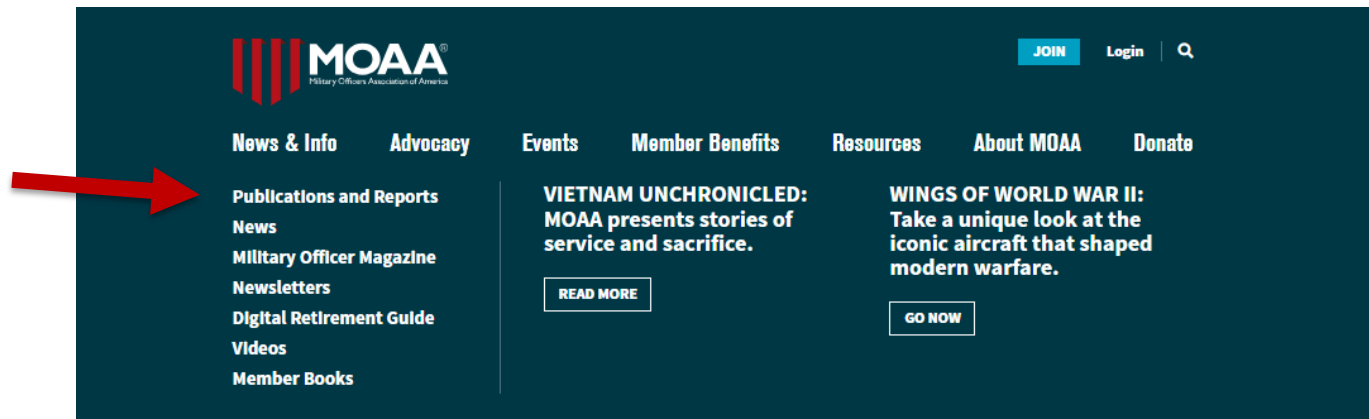 MOAA®
Military Officers Association of America
JOIN Login
News & Info Advocacy Events Member Benefits Resources About MOAA Donate
Publications and Reports
News
Military Officer Magazine
Newsletters
Digital Retirement Guide
Videos
Member Books
VIETNAM UNCHRONICLED:
MOAA presents stories of
service and sacrifice.
READ MORE
WINGS OF WORLD WAR II:
Take a unique look at the
iconic aircraft that shaped
modern warfare.
GO NOW